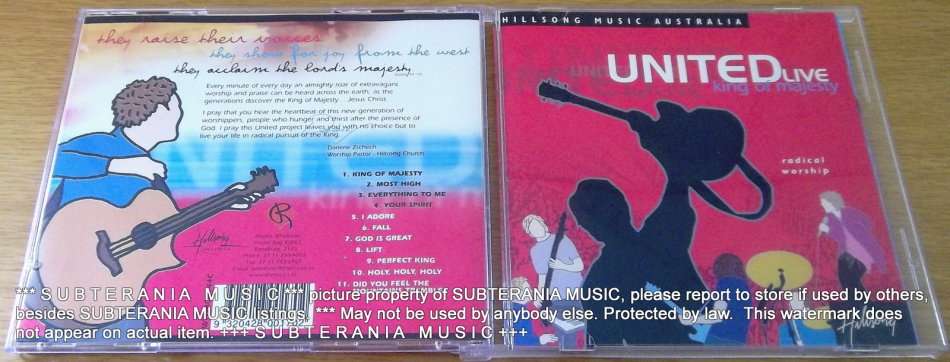 they raise their voices
they shout for joy from the west
they acclaim the lords majesty
Every minute of every day an almighty roar of extravagant
worship and praise can be heard across the earth, as the
generations discover the King of Majesty... Jesus Christ.
I pray that you hear the heartbeat of this new generation of
worshippers, people who hunger and thirst after the presence of
God. I pray this United project leaves you with no choice but to
live your life in radical pursuit of the King.
Darlene Zschech
Worship Pastor - Hillsong Church
1. KING OF MAJESTY
2. MOST HIGH
3. EVERYTHING TO ME
4. YOUR SPIRIT
5. I ADORE
6. FALL
7. GOD IS GREAT
8. LIFT
9. PERFECT KING
10. HOLY, HOLY, HOLY
11. DID YOU FEEL THE
MOUNTAINS TREMBLE
Hillsong
HILLSONG MUSIC AUSTRALIA
UNITED LIVE
king of majesty
radical
worship
Hillsong
*** S U B T E R A N I A M U S I C *** picture property of SUBTERANIA MUSIC, please report to store if used by others,
besides SUBTERANIA MUSIC listings. *** May not be used by anybody else. Protected by law. This watermark does
not appear on actual item. +++ S U B T E R A N I A M U S I C +++